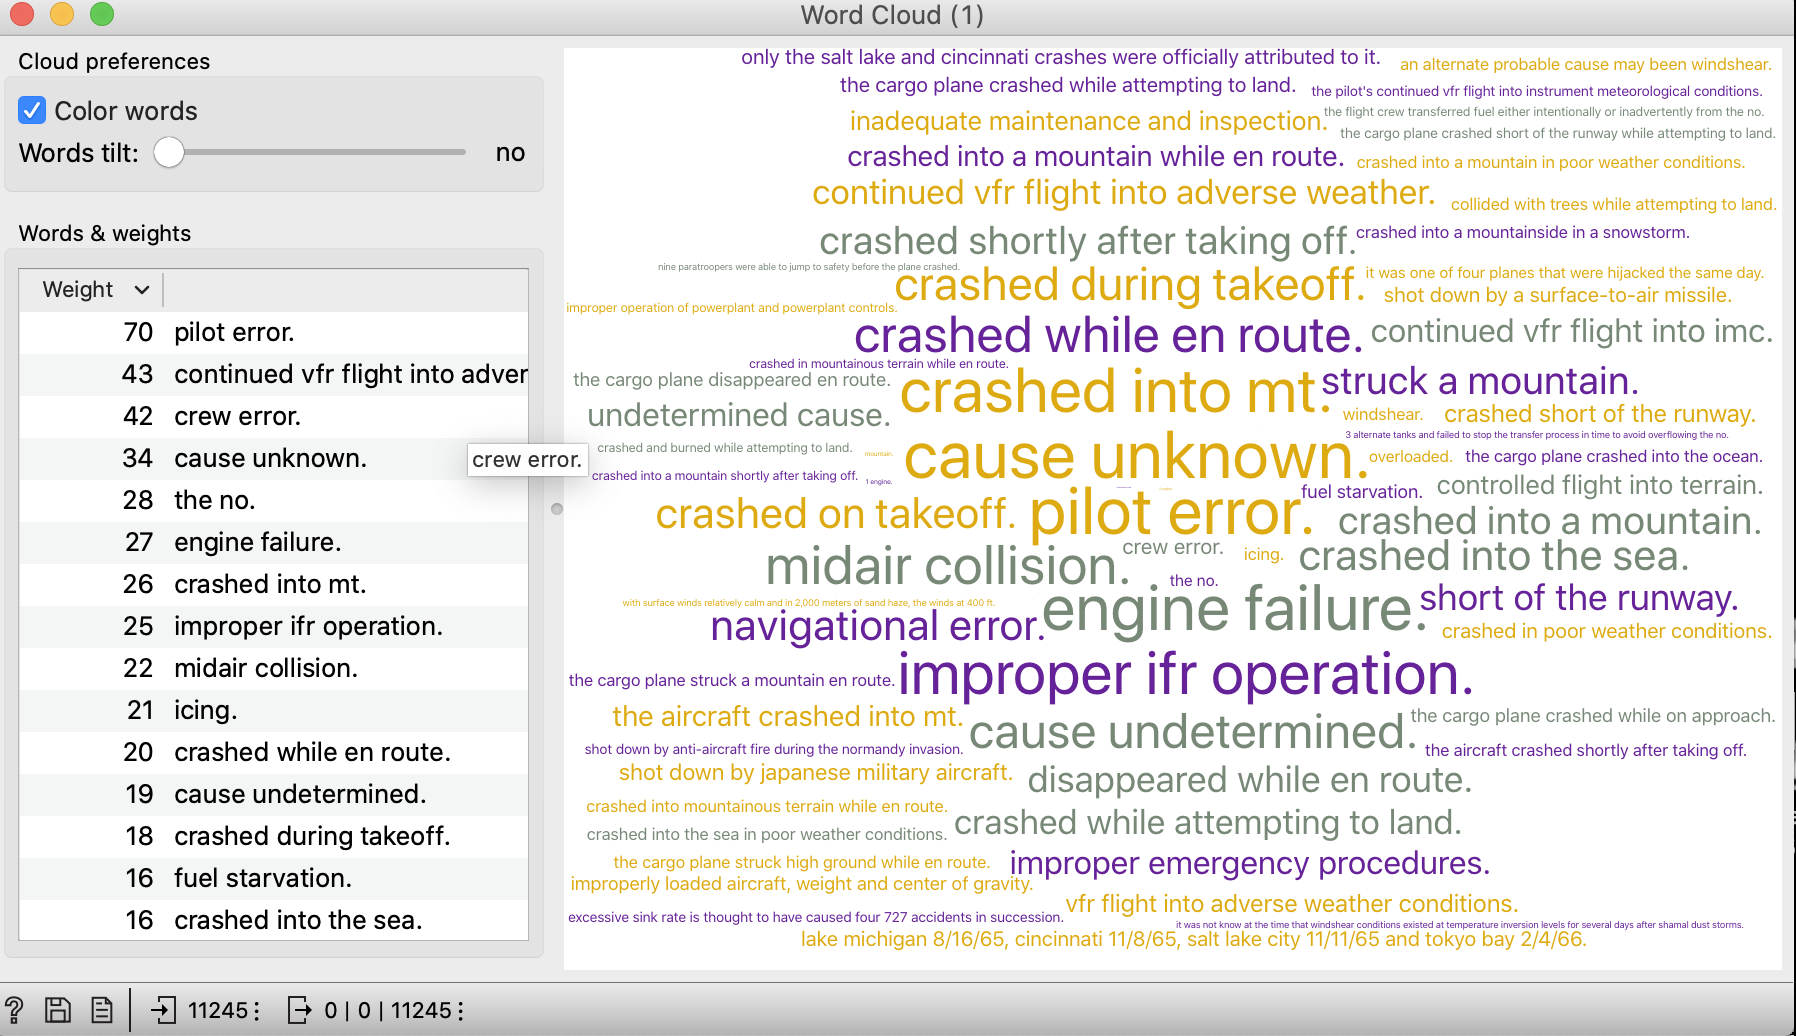 Word Cloud (1)
Cloud preferences
Color words
Words tilt: no
Words & weights
Weight
70 pilot error.
43 continued vfr flight into adver
42 crew error.
34 cause unknown.
28 the no.
27 engine failure.
26 crashed into mt.
25 improper ifr operation.
22 midair collision.
21 icing.
20 crashed while en route.
19 cause undetermined.
18 crashed during takeoff.
16 fuel starvation.
16 crashed into the sea.
crew error.
only the salt lake and cincinnati crashes were officially attributed to it.
an alternate probable cause may been windshear.
the cargo plane crashed while attempting to land.
the pilot's continued vfr flight into instrument meteorological conditions.
the flight crew transferred fuel either intentionally or inadvertently from the no.
inadequate maintenance and inspection.
the cargo plane crashed short of the runway while attempting to land.
crashed into a mountain while en route.
crashed into a mountain in poor weather conditions.
continued vfr flight into adverse weather.
collided with trees while attempting to land.
crashed shortly after taking off.
crashed into a mountainside in a snowstorm.
nine paratroopers were able to jump to safety before the plane crashed.
crashed during takeoff.
it was one of four planes that were hijacked the same day.
shot down by a surface-to-air missile.
improper operation of powerplant and powerplant controls.
crashed while en route.
continued vfr flight into imc.
crashed in mountainous terrain while en route.
the cargo plane disappeared en route.
crashed into mt.
struck a mountain.
undetermined cause.
windshear.
crashed short of the runway.
3 alternate tanks and failed to stop the transfer process in time to avoid overflowing the no.
crashed and burned while attempting to land.
mountain.
cause unknown.
overloaded.
the cargo plane crashed into the ocean.
crashed into a mountain shortly after taking off.
1 engine.
fuel starvation.
controlled flight into terrain.
crashed on takeoff.
pilot error.
crashed into a mountain.
midair collision.
crew error.
icing.
crashed into the sea.
the no.
with surface winds relatively calm and in 2,000 meters of sand haze, the winds at 400 ft.
engine failure.
short of the runway.
navigational error.
crashed in poor weather conditions.
the cargo plane struck a mountain en route.
improper ifr operation.
the aircraft crashed into mt.
cause undetermined.
the cargo plane crashed while on approach.
shot down by anti-aircraft fire during the normandy invasion.
the aircraft crashed shortly after taking off.
shot down by japanese military aircraft.
disappeared while en route.
crashed into mountainous terrain while en route.
crashed into the sea in poor weather conditions.
crashed while attempting to land.
the cargo plane struck high ground while en route.
improper emergency procedures.
improperly loaded aircraft, weight and center of gravity.
vfr flight into adverse weather conditions.
excessive sink rate is thought to have caused four 727 accidents in succession.
it was not know at the time that windshear conditions existed at temperature inversion levels for several days after shamal dust storms.
lake michigan 8/16/65, cincinnati 11/8/65, salt lake city 11/11/65 and tokyo bay 2/4/66.
? 11245 0 | 0 | 11245